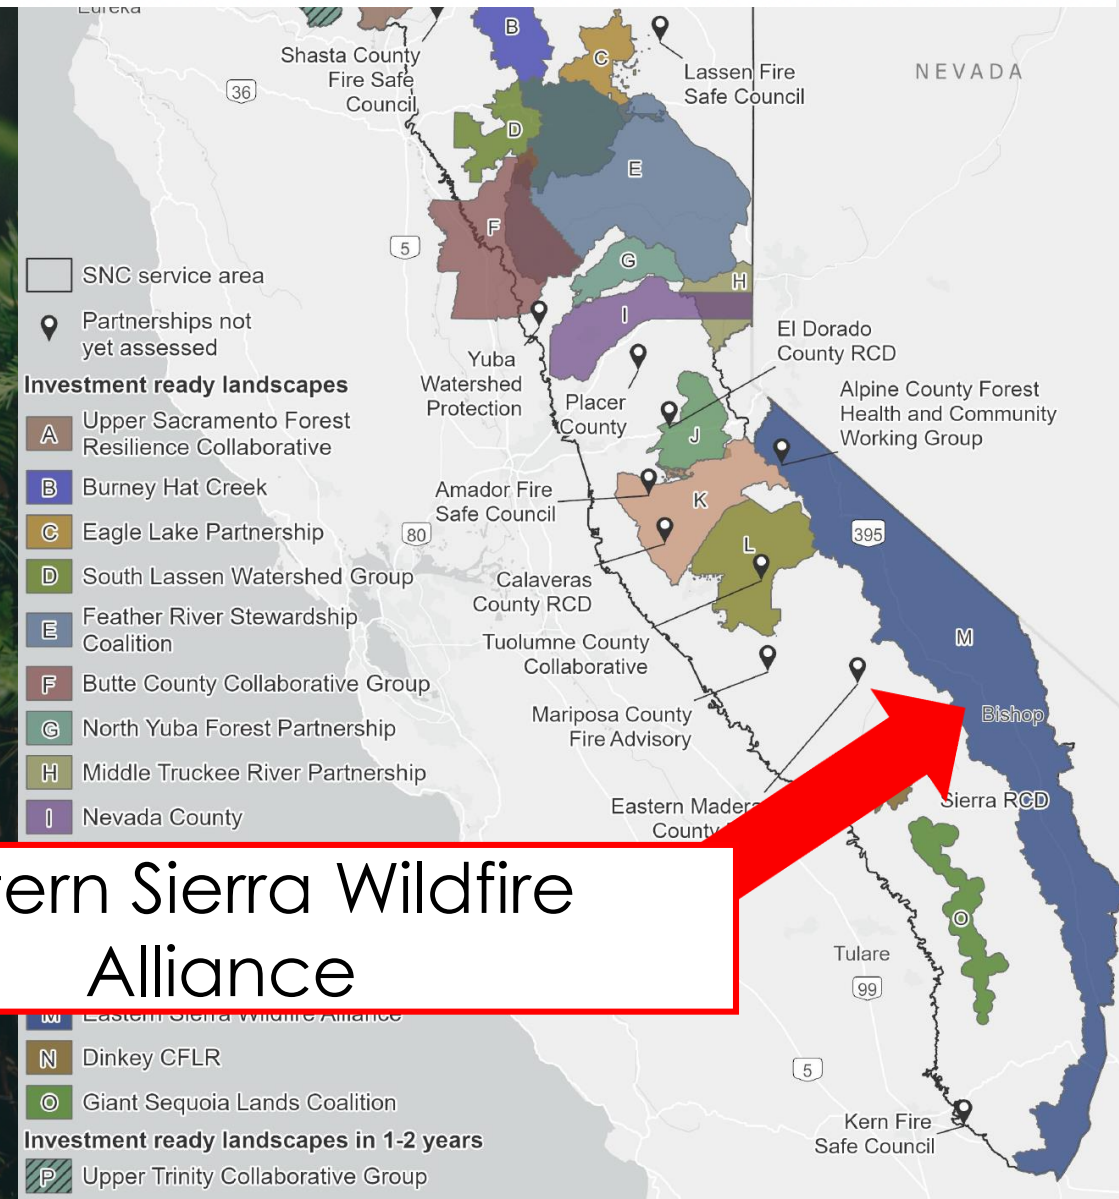 Eureka
Shasta County
Fire Safe
Council
B
C
Lassen Fire
Safe Council
NEVADA
36
D
E
F
5
G
H
I
SNC service area
Partnerships not
yet assessed
Yuba
Watershed
Protection
Placer
County
El Dorado
County RCD
Alpine County Forest
Health and Community
Working Group
Investment ready landscapes
A Upper Sacramento Forest
Resilience Collaborative
B Burney Hat Creek
C Eagle Lake Partnership
D South Lassen Watershed Group
E Feather River Stewardship
Coalition
F Butte County Collaborative Group
G North Yuba Forest Partnership
H Middle Truckee River Partnership
I Nevada County
J
K
L
M
Amador Fire
Safe Council
80
395
Calaveras
County RCD
Tuolumne County
Collaborative
Mariposa County
Fire Advisory
Bishop
Eastern Madera
County
Sierra RCD
tern Sierra Wildfire
Alliance
O
Tulare
99
M Eastern Sierra Wildfire Alliance
N Dinkey CFLR
O Giant Sequoia Lands Coalition
5
Kern Fire
Safe Council
Investment ready landscapes in 1-2 years
P Upper Trinity Collaborative Group